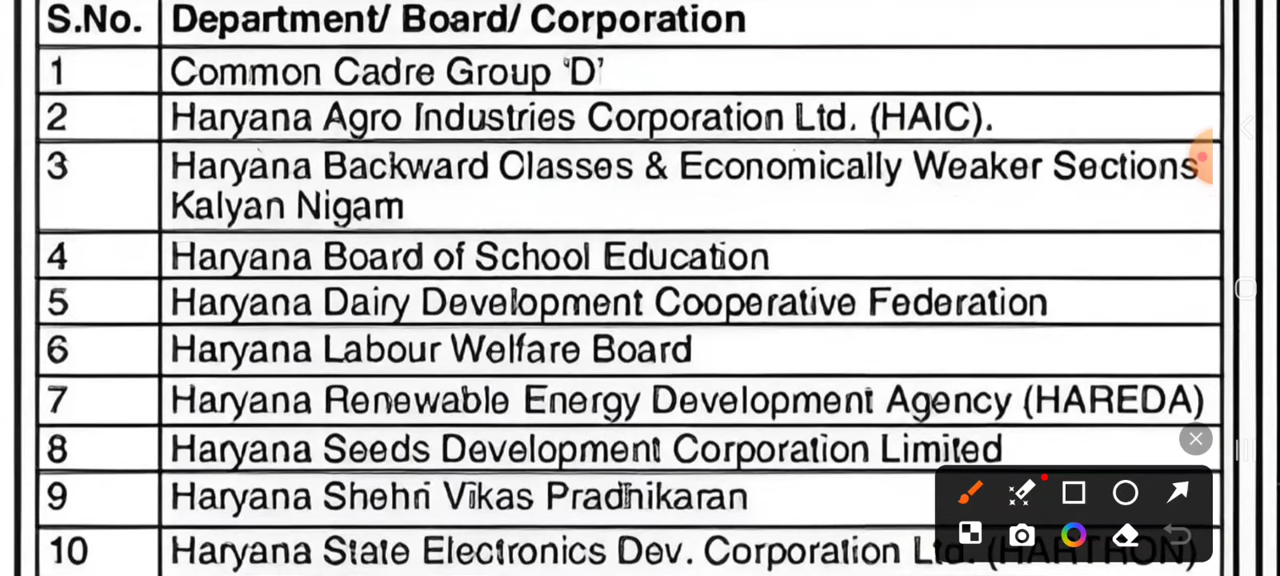 S.No. Department/ Board/ Corporation
1 Common Cadre Group 'D'
2 Haryana Agro Industries Corporation Ltd. (HAIC).
3 Haryana Backward Classes & Economically Weaker Sections
Kalyan Nigam
4 Haryana Board of School Education
5 Haryana Dairy Development Cooperative Federation
6 Haryana Labour Welfare Board
7 Haryana Renewable Energy Development Agency (HAREDA)
8 Haryana Seeds Development Corporation Limited
9 Haryana Shehri Vikas Pradhikaran
10 Haryana State Electronics Dev. Corporation Ltd. (HARTRON)